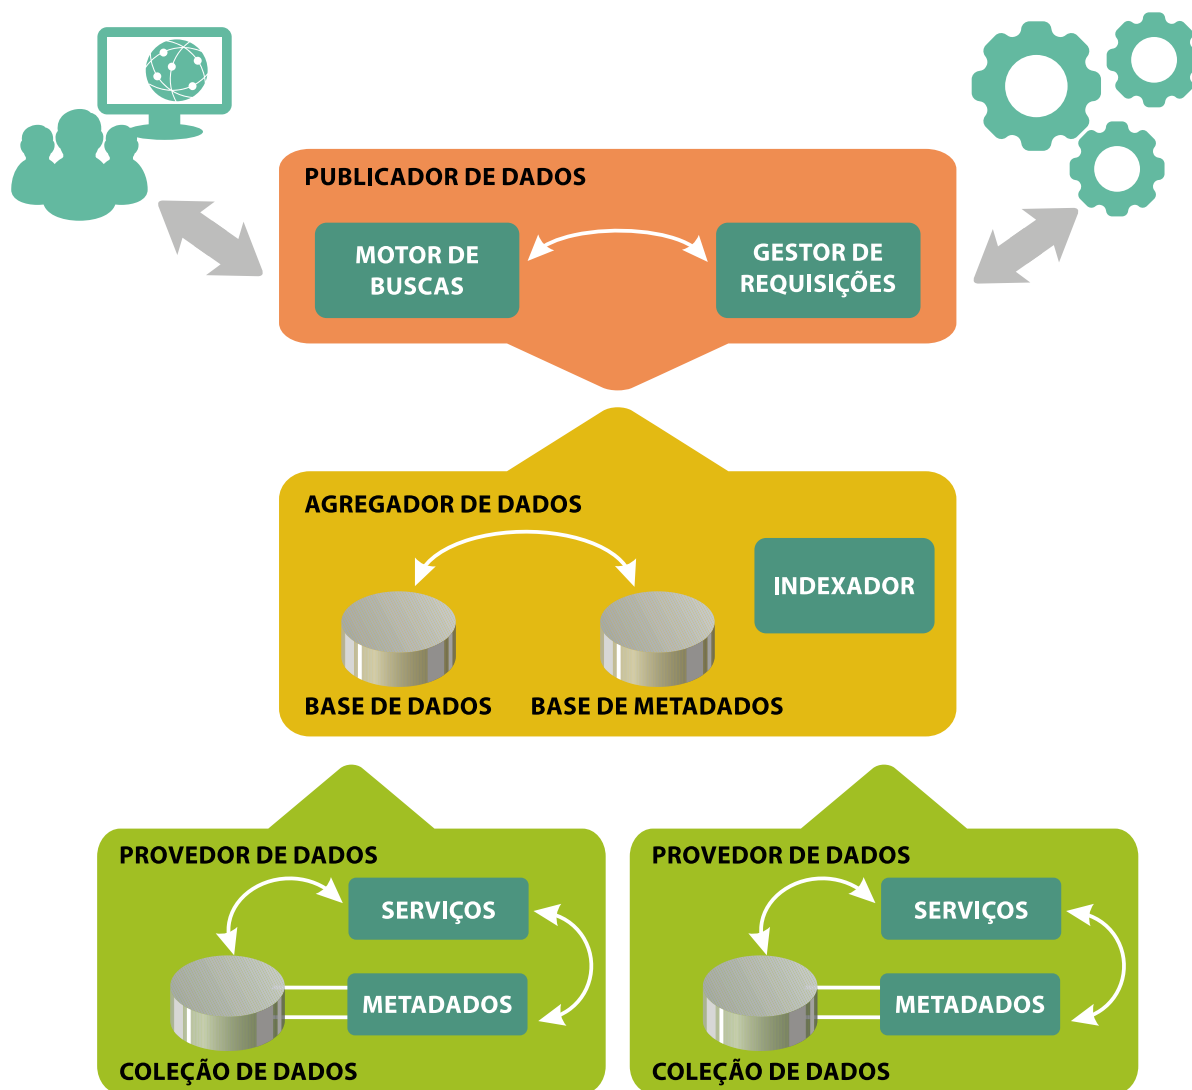 PUBLICADOR DE DADOS
MOTOR DE
BUSCAS
GESTOR DE
REQUISIÇÕES
AGREGADOR DE DADOS
INDEXADOR
BASE DE DADOS
BASE DE METADADOS
PROVEDOR DE DADOS
SERVIÇOS
METADADOS
COLEÇÃO DE DADOS
PROVEDOR DE DADOS
SERVIÇOS
METADADOS
COLEÇÃO DE DADOS